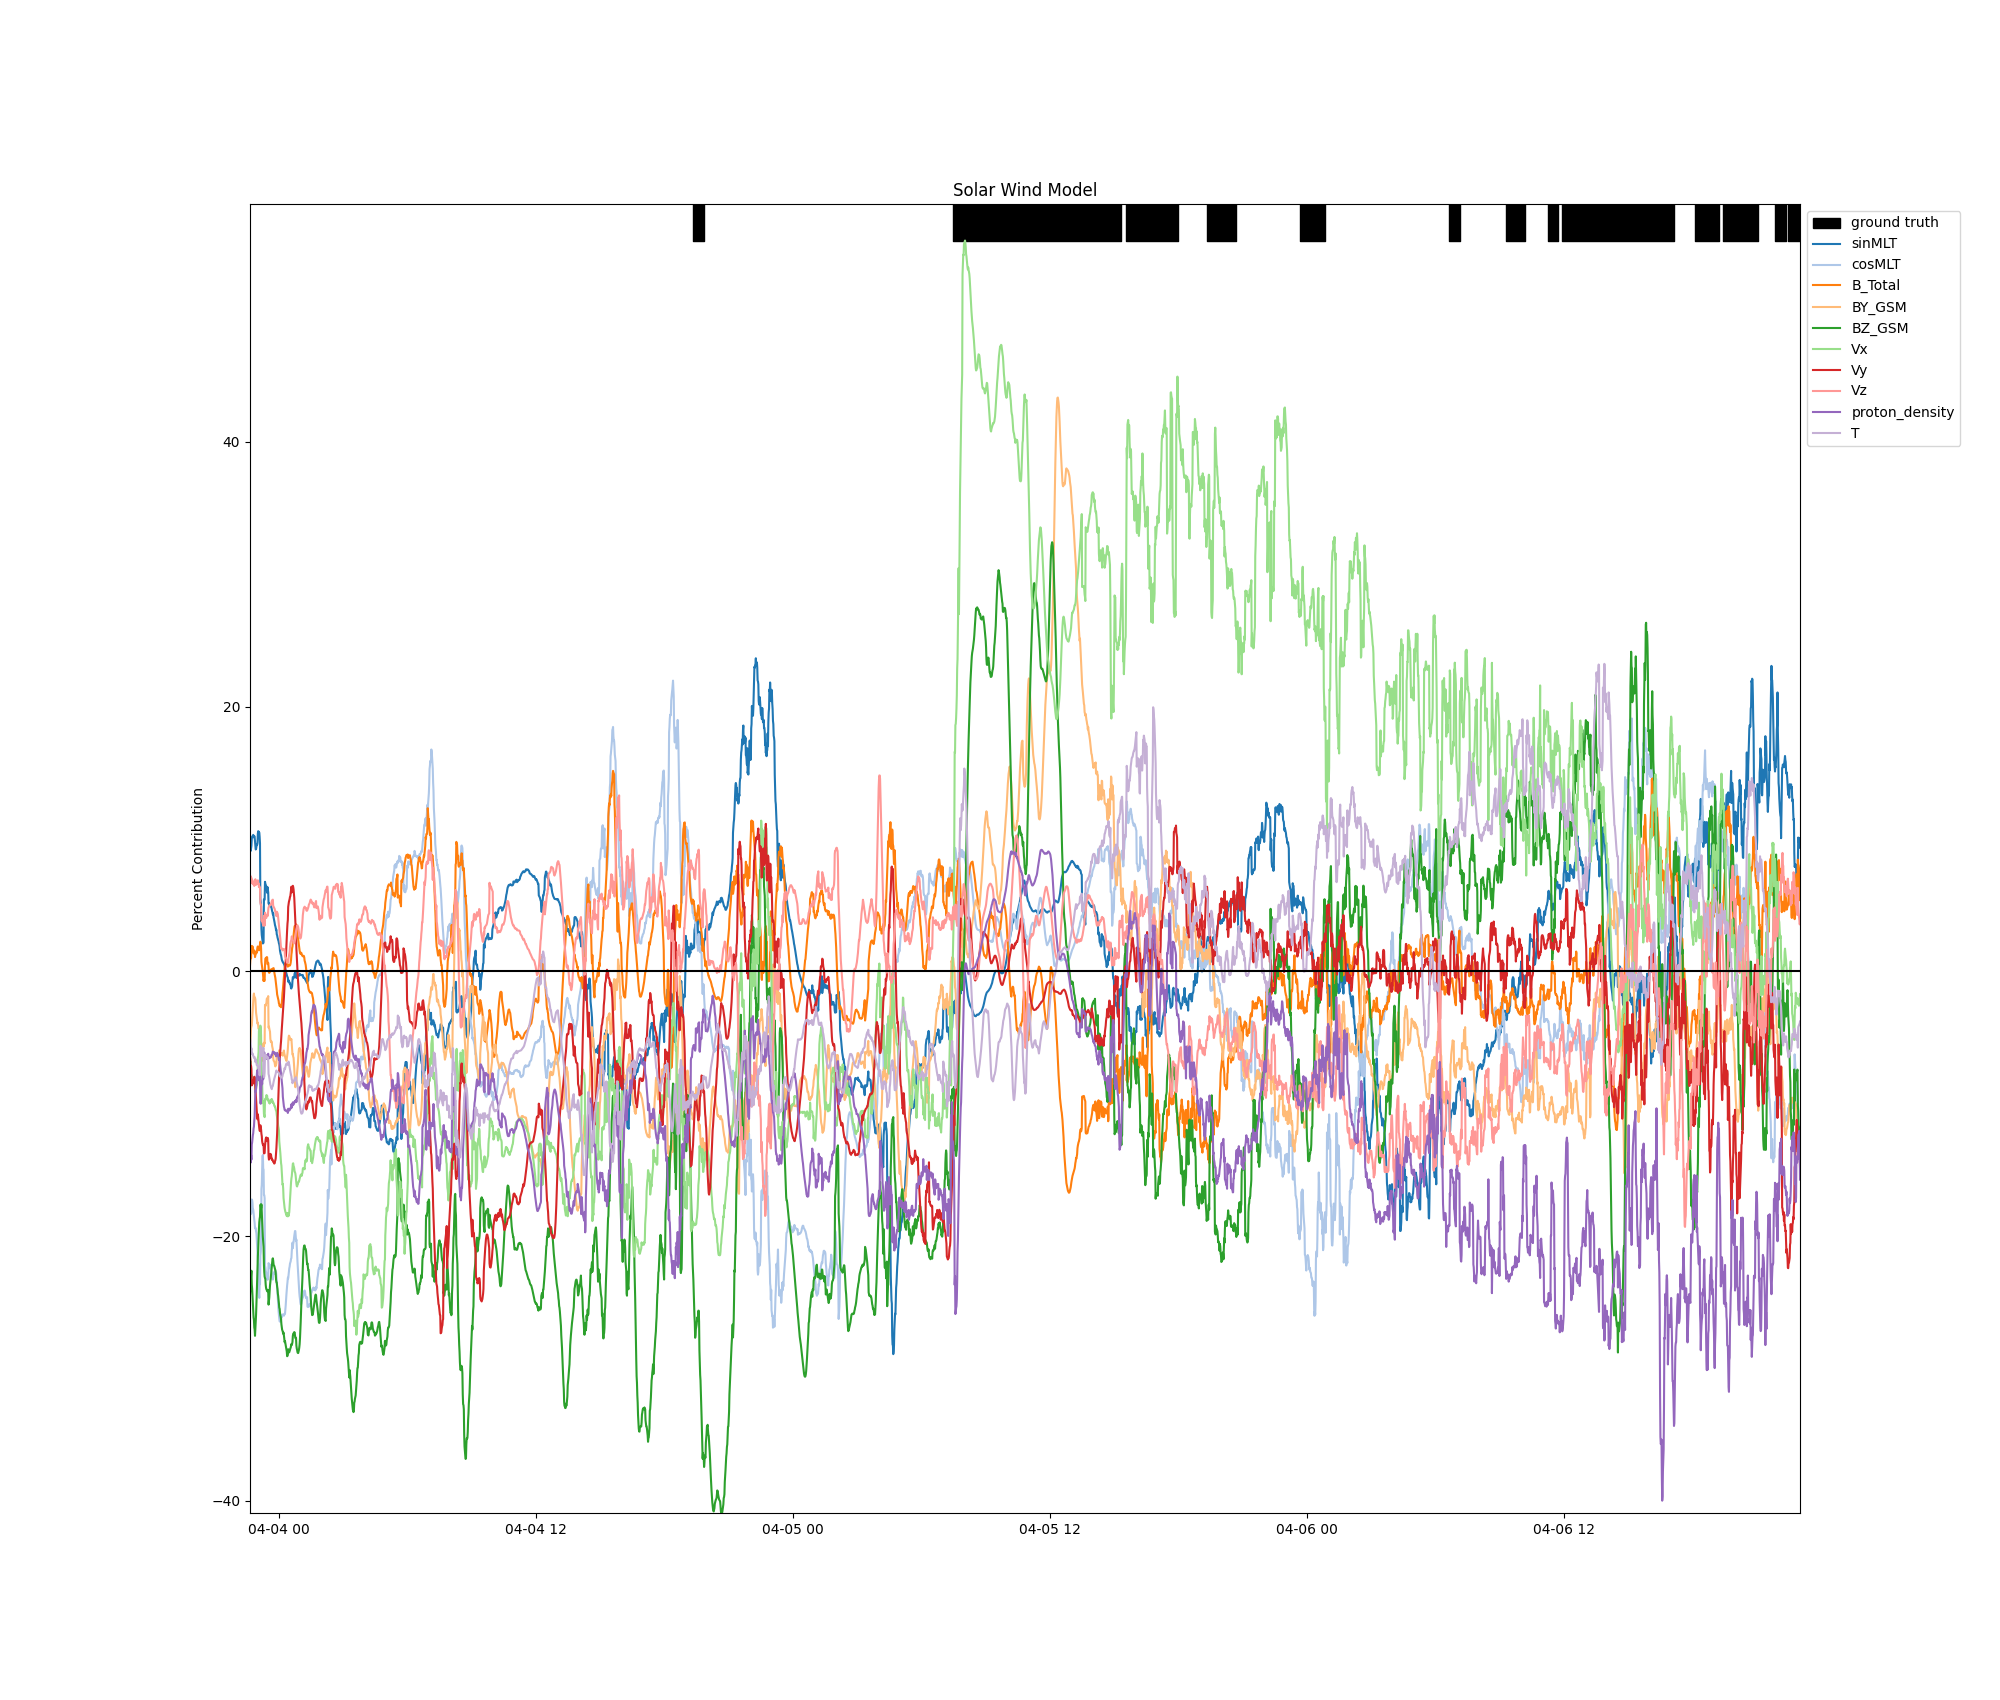 Solar Wind Model
ground truth
sinMLT
cosMLT
B_Total
BY_GSM
BZ_GSM
Vx
Vy
Vz
proton_density
T
Percent Contribution
40
20
0
−20
−40
04-04 00
04-04 12
04-05 00
04-05 12
04-06 00
04-06 12